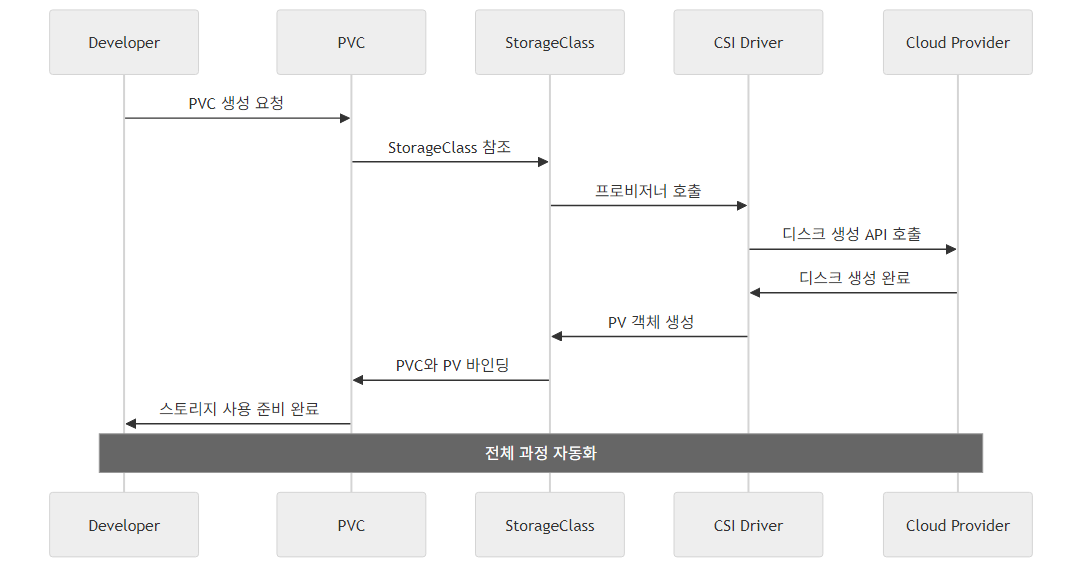 Developer
PVC
StorageClass
CSI Driver
Cloud Provider
PVC 생성 요청
StorageClass 참조
프로비저너 호출
디스크 생성 API 호출
디스크 생성 완료
PV 객체 생성
PVC와 PV 바인딩
스토리지 사용 준비 완료
전체 과정 자동화
Developer
PVC
StorageClass
CSI Driver
Cloud Provider